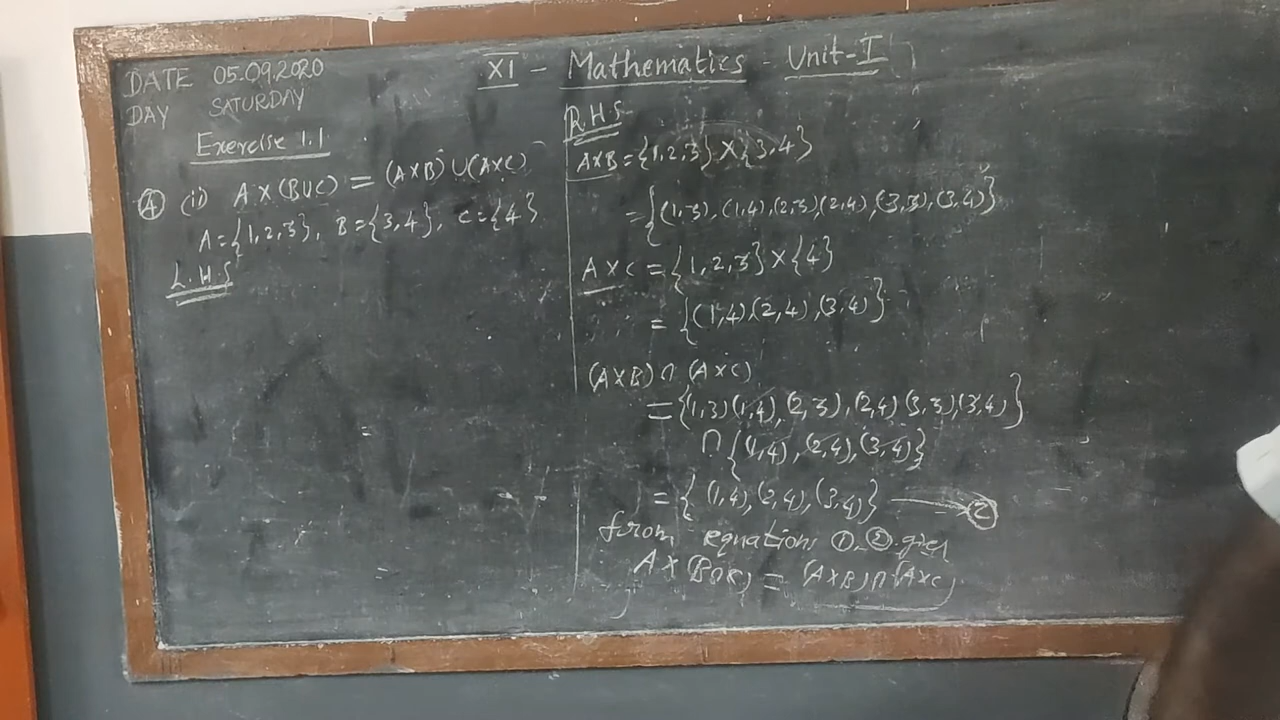 DATE 05.09.2020
DAY SATURDAY
XI - Mathematics - Unit-I
Exercise 1.1
④ (ii) A×(B∪C) = (A×B)∪(A×C)
A={1,2,3}, B={3,4}, C={4}
L.H.S
R.H.S
A×B={1,2,3}×{3,4}
={(1,3),(1,4),(2,3),(2,4),(3,3),(3,4)}
A×C={1,2,3}×{4}
={(1,4),(2,4),(3,4)}
(A×B)∩(A×C)
={(1,3)(1,4),(2,3),(2,4)(3,3),(3,4)}
∩{(1,4),(2,4),(3,4)}
={(1,4),(2,4),(3,4)} → ②
from equations ①, ②
A×(B∩C) = (A×B)∩(A×C)